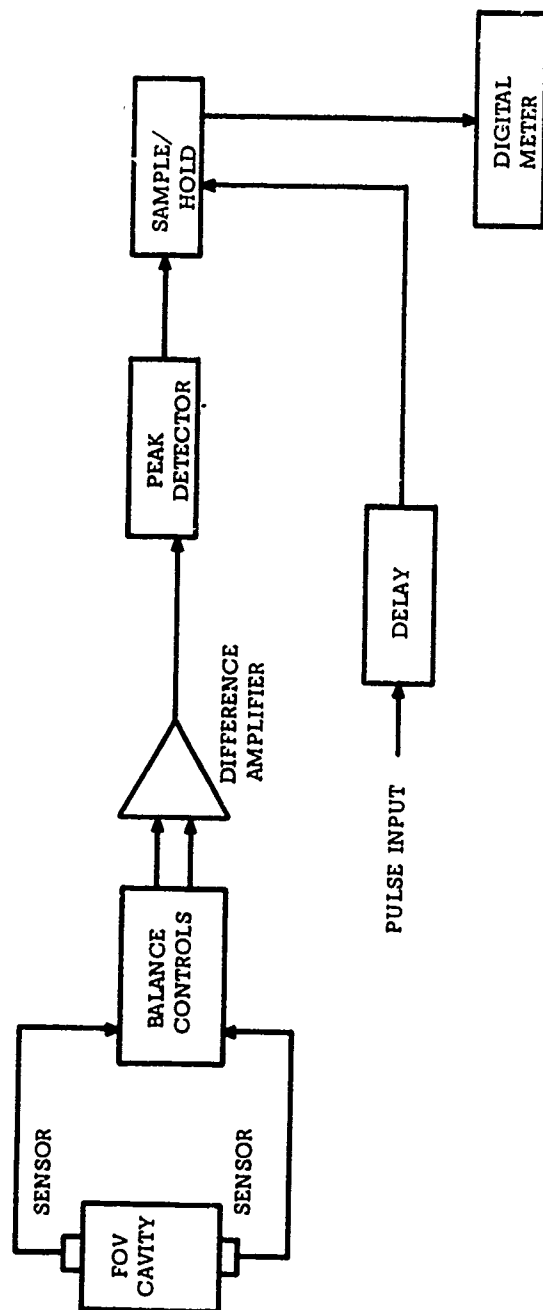 SENSOR
FOV
CAVITY
SENSOR
BALANCE
CONTROLS
DIFFERENCE
AMPLIFIER
PEAK
DETECTOR
SAMPLE/
HOLD
PULSE INPUT
DELAY
DIGITAL
METER